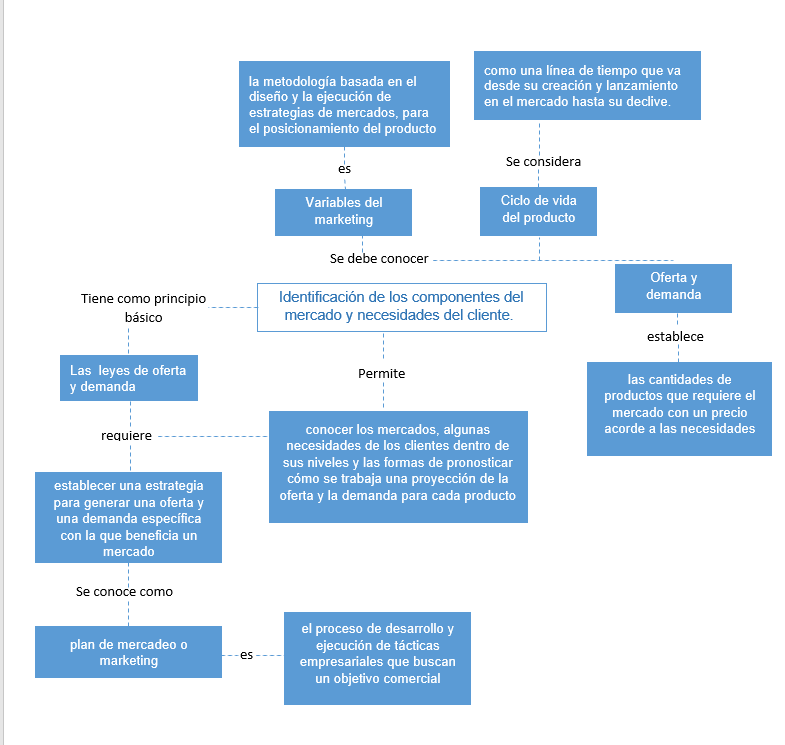 la metodología basada en el
diseño y la ejecución de
estrategias de mercados, para
el posicionamiento del producto
como una línea de tiempo que va
desde su creación y lanzamiento
en el mercado hasta su declive.
es
Se considera
Variables del
marketing
Ciclo de vida
del producto
Se debe conocer
Oferta y
demanda
Identificación de los componentes del
mercado y necesidades del cliente.
Tiene como principio
básico
establece
Las leyes de oferta
y demanda
Permite
las cantidades de
productos que requiere el
mercado con un precio
acorde a las necesidades
requiere
conocer los mercados, algunas
necesidades de los clientes dentro de
sus niveles y las formas de pronosticar
cómo se trabaja una proyección de la
oferta y la demanda para cada producto
establecer una estrategia
para generar una oferta y
una demanda específica
con la que beneficia un
mercado
Se conoce como
plan de mercadeo o
marketing
es
el proceso de desarrollo y
ejecución de tácticas
empresariales que buscan
un objetivo comercial